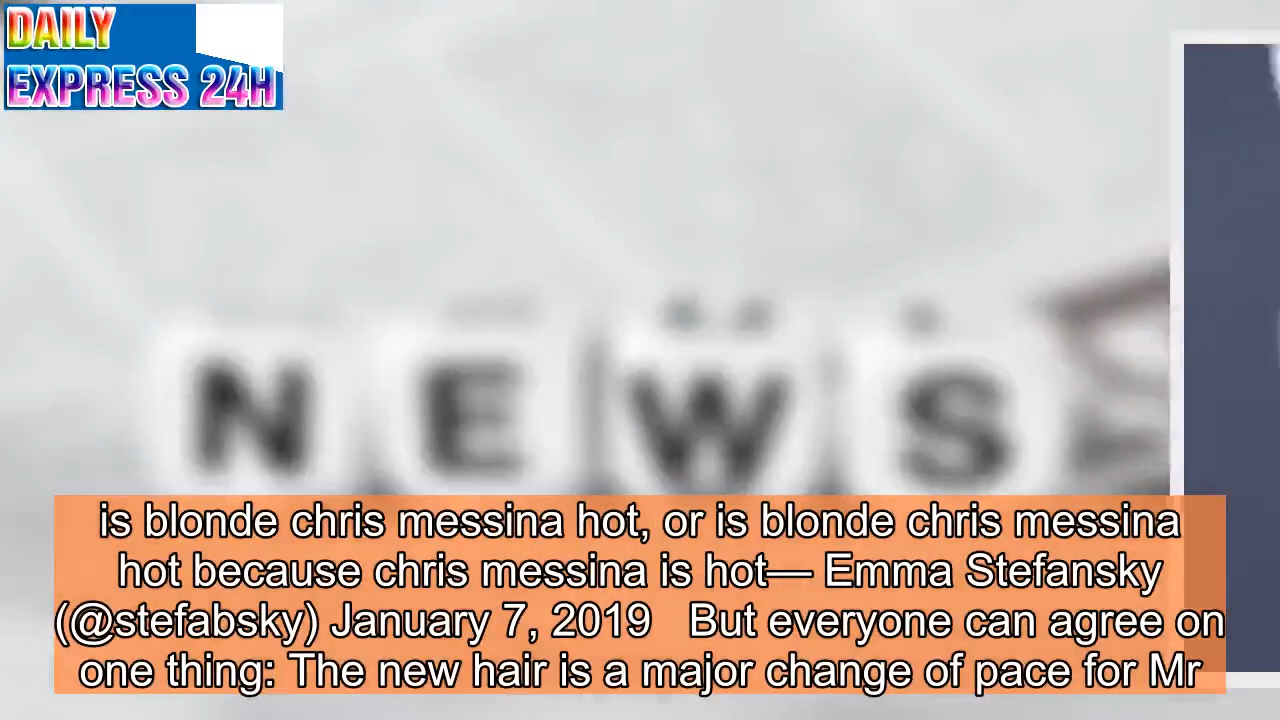 DAILY
EXPRESS 24H
N E W S
is blonde chris messina hot, or is blonde chris messina
hot because chris messina is hot— Emma Stefansky
(@stefabsky) January 7, 2019   But everyone can agree on
one thing: The new hair is a major change of pace for Mr